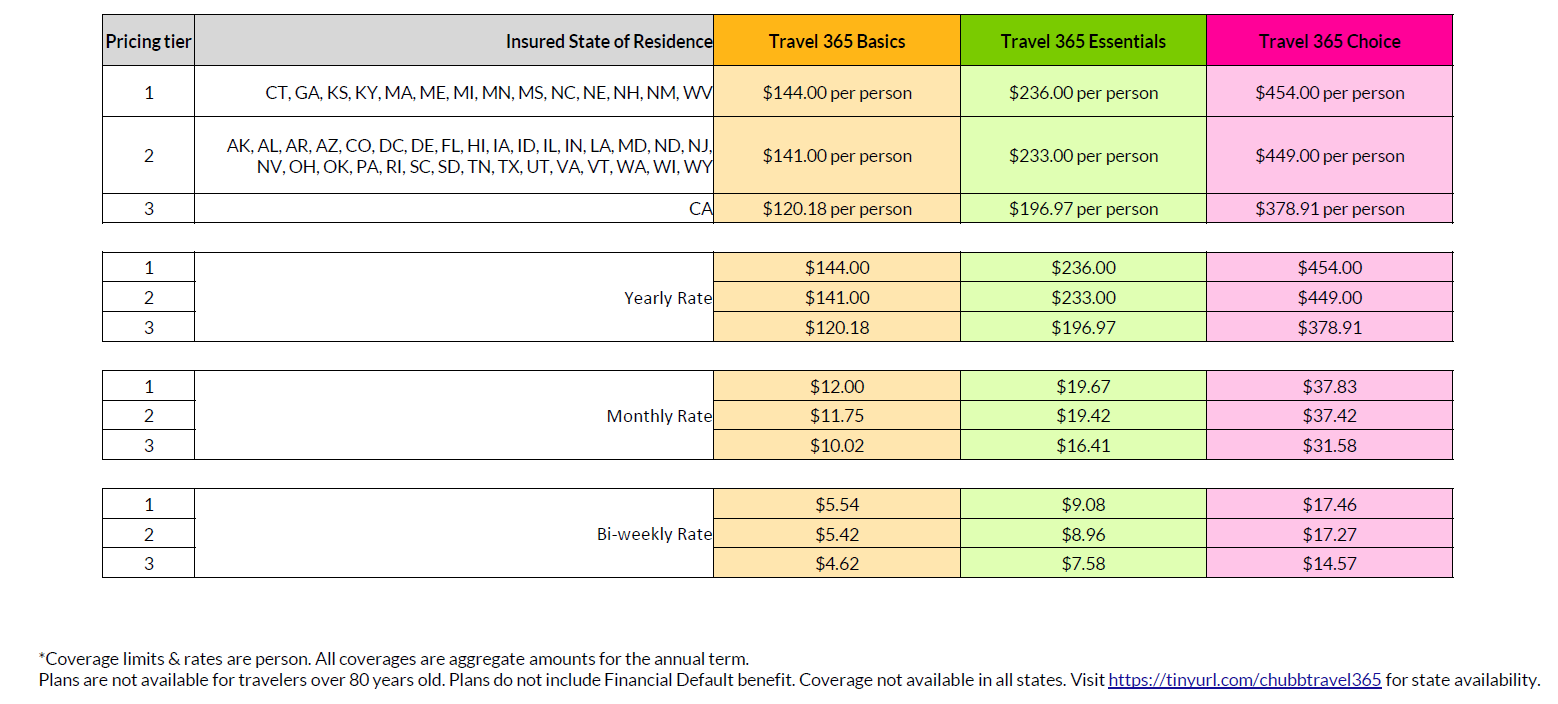 Pricing tier Insured State of Residence Travel 365 Basics Travel 365 Essentials Travel 365 Choice
1 CT, GA, KS, KY, MA, ME, MI, MN, MS, NC, NE, NH, NM, WV $144.00 per person $236.00 per person $454.00 per person
2 AK, AL, AR, AZ, CO, DC, DE, FL, HI, IA, ID, IL, IN, LA, MD, ND, NJ, $141.00 per person $233.00 per person $449.00 per person
NV, OH, OK, PA, RI, SC, SD, TN, TX, UT, VA, VT, WA, WI, WY
3 CA $120.18 per person $196.97 per person $378.91 per person
1 $144.00 $236.00 $454.00
2 Yearly Rate $141.00 $233.00 $449.00
3 $120.18 $196.97 $378.91
1 $12.00 $19.67 $37.83
2 Monthly Rate $11.75 $19.42 $37.42
3 $10.02 $16.41 $31.58
1 $5.54 $9.08 $17.46
2 Bi-weekly Rate $5.42 $8.96 $17.27
3 $4.62 $7.58 $14.57
*Coverage limits & rates are person. All coverages are aggregate amounts for the annual term.
Plans are not available for travelers over 80 years old. Plans do not include Financial Default benefit. Coverage not available in all states. Visit https://tinyurl.com/chubbtravel365 for state availability.